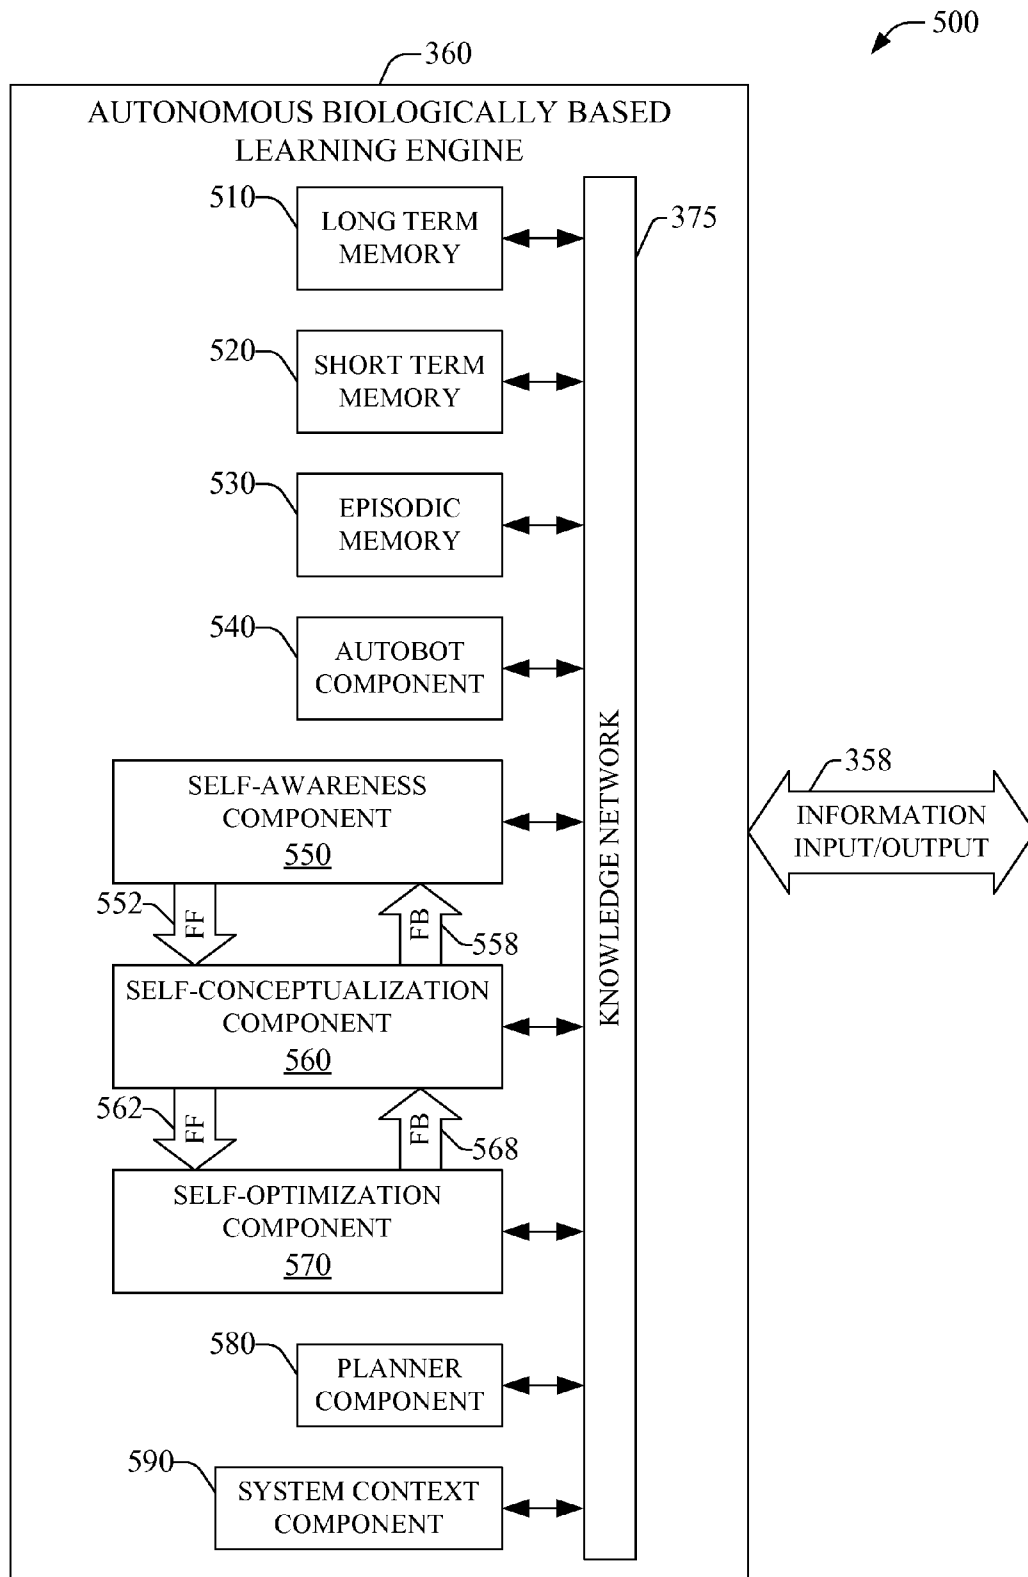 500
360
AUTONOMOUS BIOLOGICALLY BASED
LEARNING ENGINE
510
LONG TERM
MEMORY
375
520
SHORT TERM
MEMORY
530
EPISODIC
MEMORY
540
AUTOBOT
COMPONENT
KNOWLEDGE NETWORK
358
INFORMATION
INPUT/OUTPUT
SELF-AWARENESS
COMPONENT
550
552
FF
FB
558
SELF-CONCEPTUALIZATION
COMPONENT
560
562
FF
FB
568
SELF-OPTIMIZATION
COMPONENT
570
580
PLANNER
COMPONENT
590
SYSTEM CONTEXT
COMPONENT